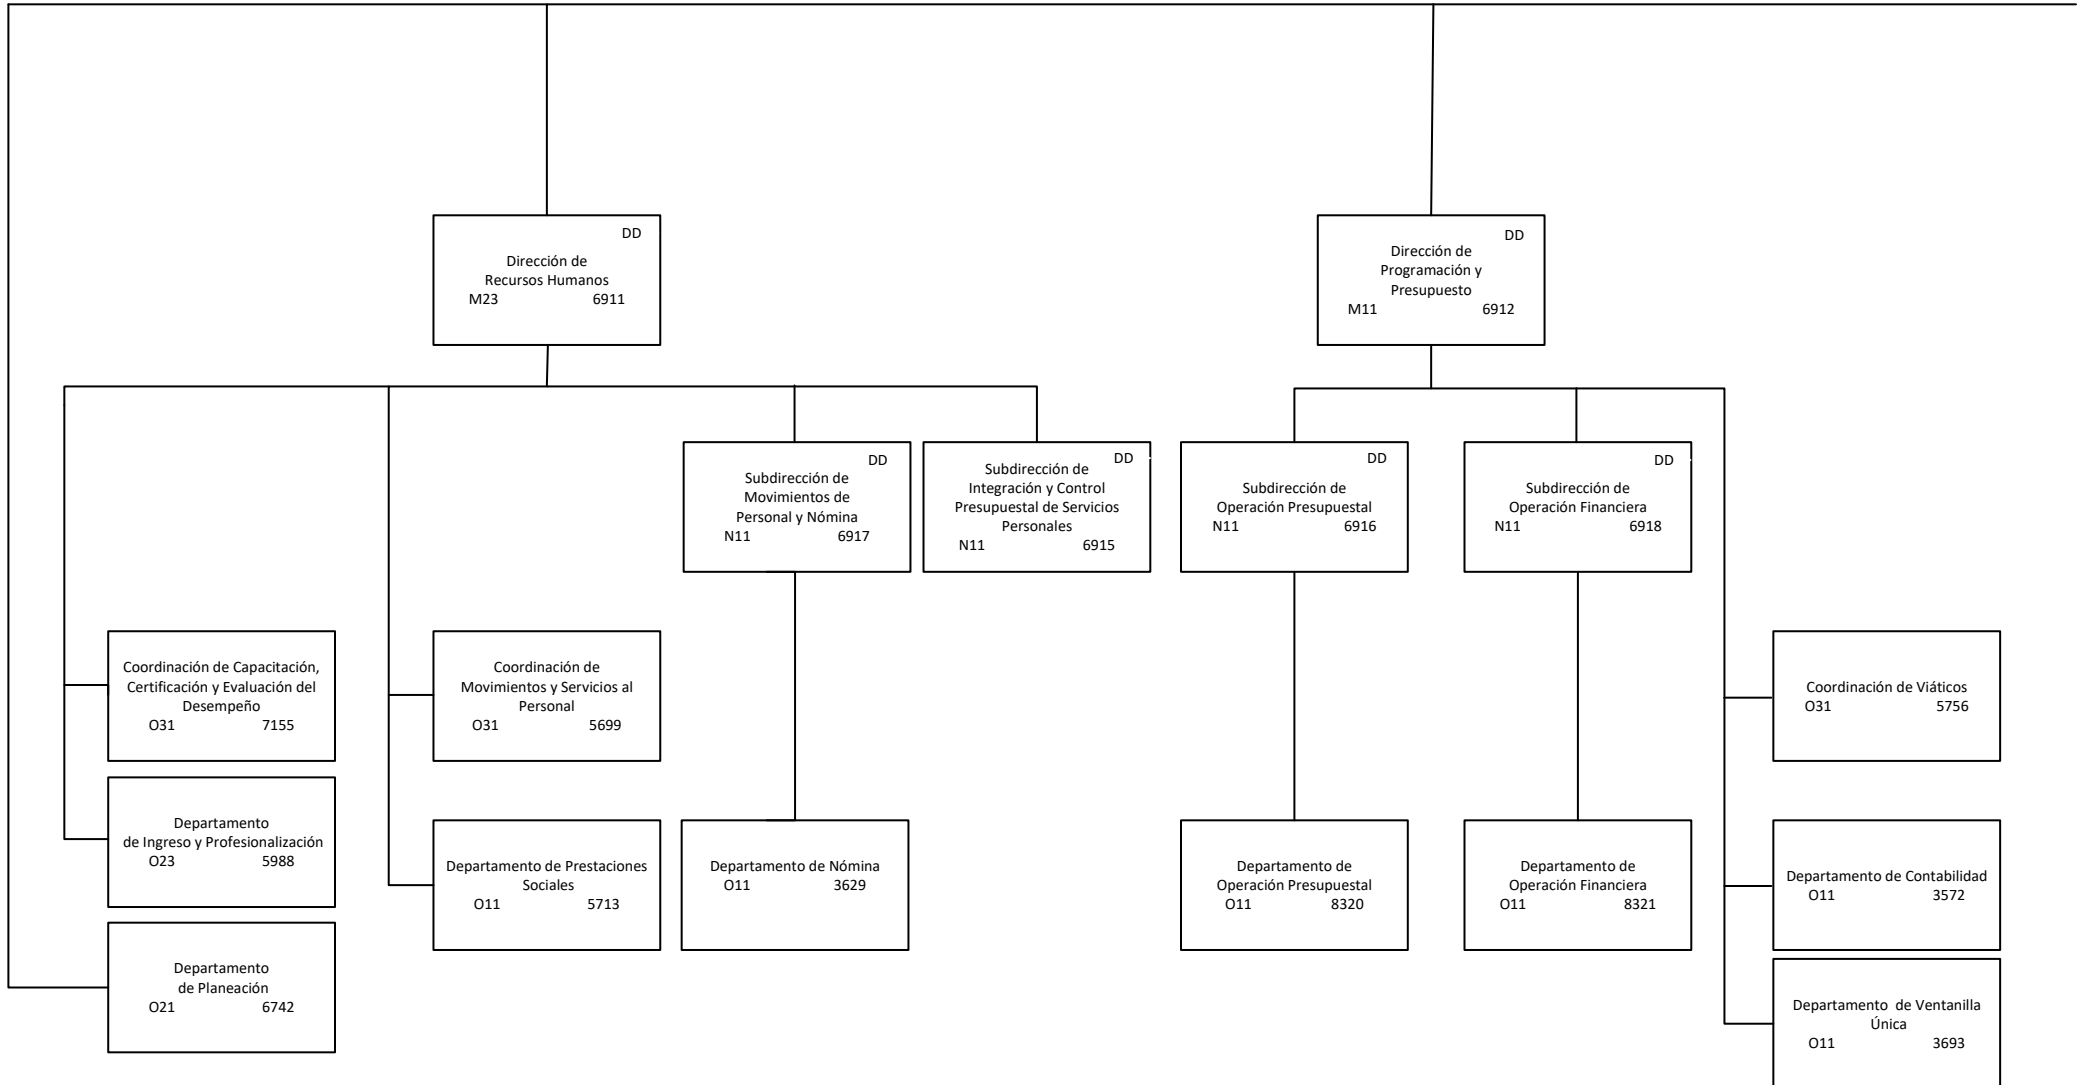 DD
Dirección de
Recursos Humanos
M23 6911
DD
Dirección de
Programación y
Presupuesto
M11 6912
DD
Subdirección de
Movimientos de
Personal y Nómina
N11 6917
DD
Subdirección de
Integración y Control
Presupuestal de Servicios
Personales
N11 6915
DD
Subdirección de
Operación Presupuestal
N11 6916
DD
Subdirección de
Operación Financiera
N11 6918
Coordinación de Capacitación,
Certificación y Evaluación del
Desempeño
O31 7155
Coordinación de
Movimientos y Servicios al
Personal
O31 5699
Coordinación de Viáticos
O31 5756
Departamento
de Ingreso y Profesionalización
O23 5988
Departamento de Prestaciones
Sociales
O11 5713
Departamento de Nómina
O11 3629
Departamento de
Operación Presupuestal
O11 8320
Departamento de
Operación Financiera
O11 8321
Departamento de Contabilidad
O11 3572
Departamento
de Planeación
O21 6742
Departamento de Ventanilla
Única
O11 3693